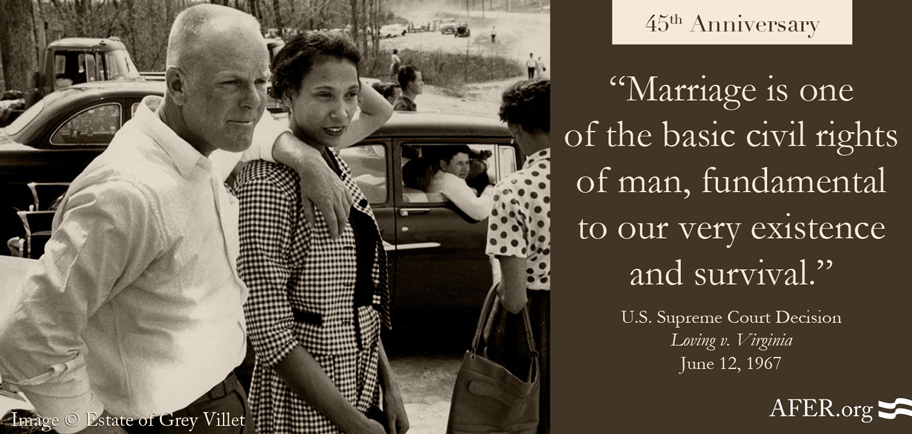 45th Anniversary
“Marriage is one
of the basic civil rights
of man, fundamental
to our very existence
and survival.”
U.S. Supreme Court Decision
Loving v. Virginia
June 12, 1967
AFER.org
Image © Estate of Grey Villet